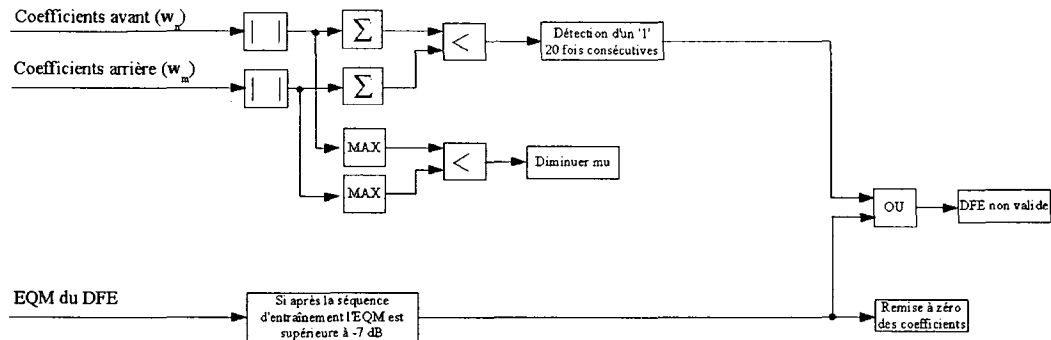 Coefficients avant (w_n)
| |
Σ
<
Détection d'un '1'
20 fois consécutives
Coefficients arrière (w_m)
| |
Σ
MAX
<
Diminuer mu
MAX
OU
DFE non valide
EQM du DFE
Si après la séquence
d'entraînement l'EQM est
supérieure à -7 dB
Remise à zéro
des coefficients